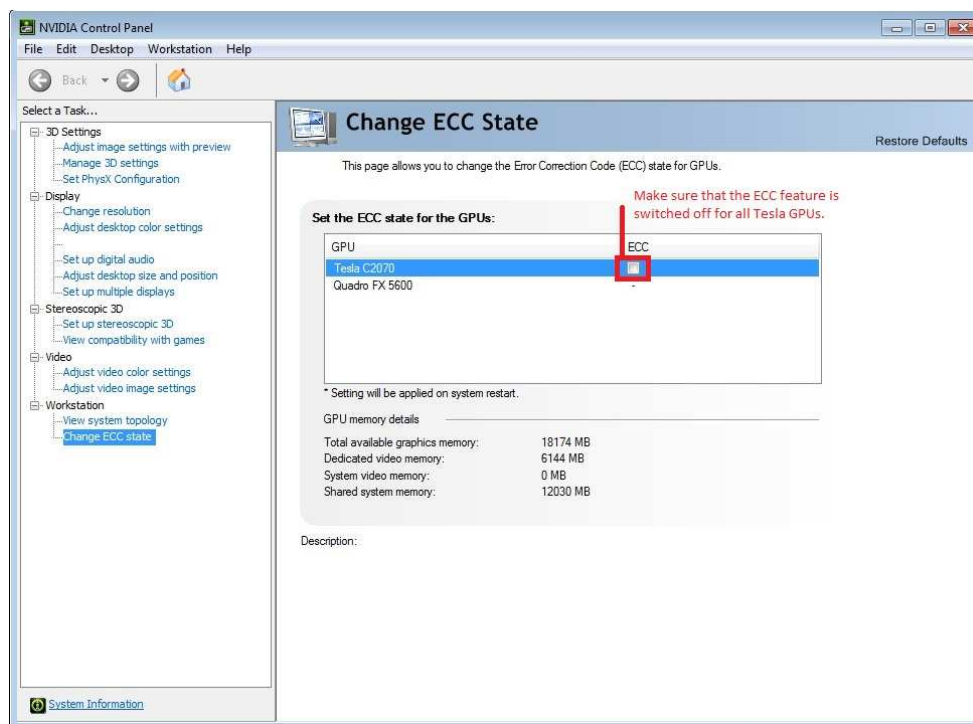 NVIDIA Control Panel
File Edit Desktop Workstation Help
Back
Select a Task...
3D Settings
Adjust image settings with preview
Manage 3D settings
Set PhysX Configuration
Display
Change resolution
Adjust desktop color settings
...
Set up digital audio
Adjust desktop size and position
Set up multiple displays
Stereoscopic 3D
Set up stereoscopic 3D
View compatibility with games
Video
Adjust video color settings
Adjust video image settings
Workstation
View system topology
Change ECC state
System Information
Change ECC State
Restore Defaults
This page allows you to change the Error Correction Code (ECC) state for GPUs.
Make sure that the ECC feature is
switched off for all Tesla GPUs.
Set the ECC state for the GPUs:
GPU ECC
Tesla C2070
Quadro FX 5600 -
* Setting will be applied on system restart.
GPU memory details
Total available graphics memory: 18174 MB
Dedicated video memory: 6144 MB
System video memory: 0 MB
Shared system memory: 12030 MB
Description: